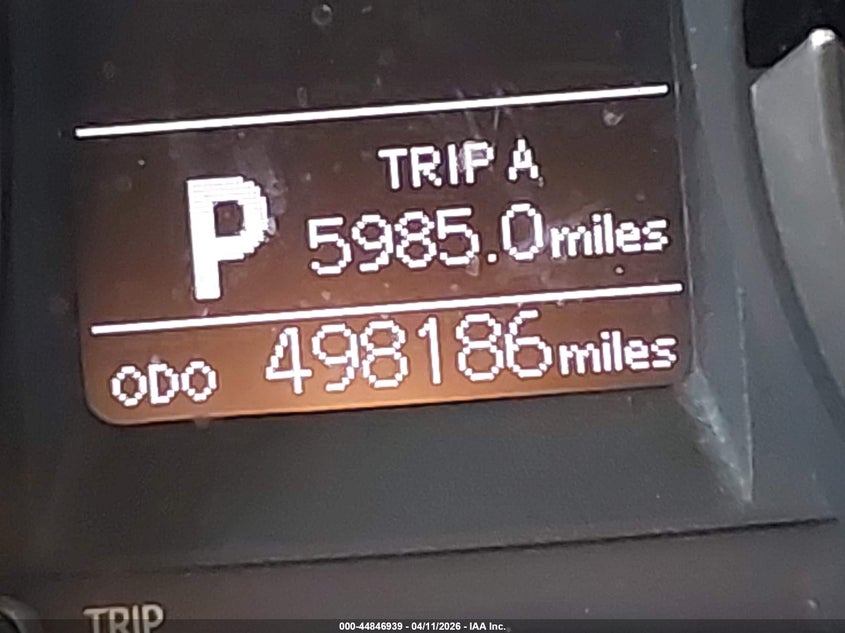 TRIP A
P
5985.0 miles
ODO 498186 miles
TRIP
000-44846939 - 04/11/2026 - IAA Inc.